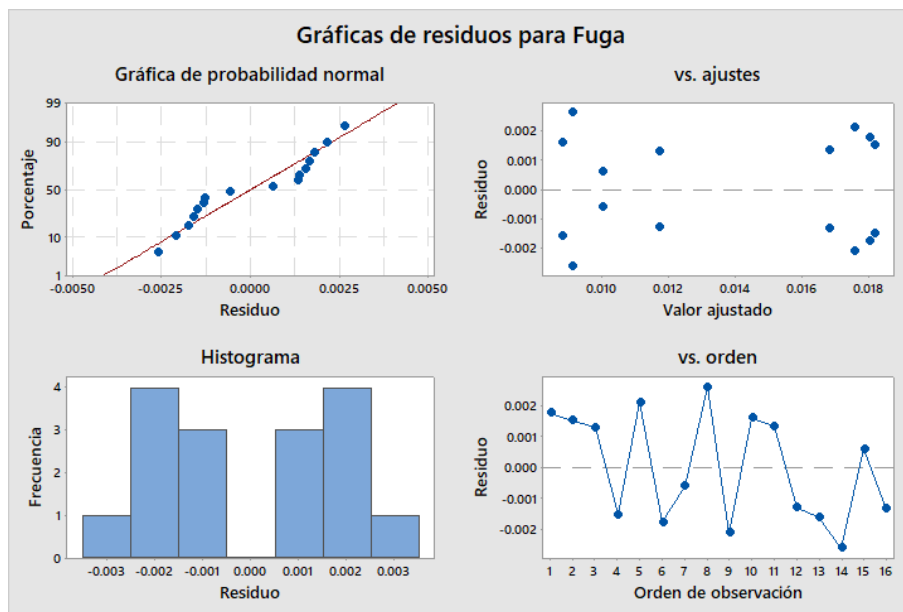 Gráficas de residuos para Fuga
Gráfica de probabilidad normal
99
90
50
10
1
Porcentaje
-0.0050 -0.0025 0.0000 0.0025 0.0050
Residuo
vs. ajustes
0.002
0.001
0.000
-0.001
-0.002
Residuo
0.010 0.012 0.014 0.016 0.018
Valor ajustado
Histograma
4
3
2
1
0
Frecuencia
-0.003 -0.002 -0.001 0.000 0.001 0.002 0.003
Residuo
vs. orden
0.002
0.001
0.000
-0.001
-0.002
Residuo
1 2 3 4 5 6 7 8 9 10 11 12 13 14 15 16
Orden de observación